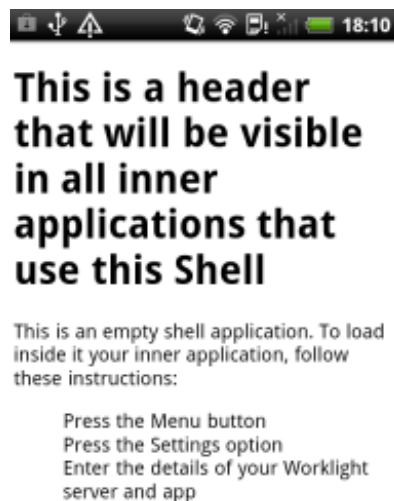 18:10
This is a header
that will be visible
in all inner
applications that
use this Shell
This is an empty shell application. To load
inside it your inner application, follow
these instructions:
Press the Menu button
Press the Settings option
Enter the details of your Worklight
server and app